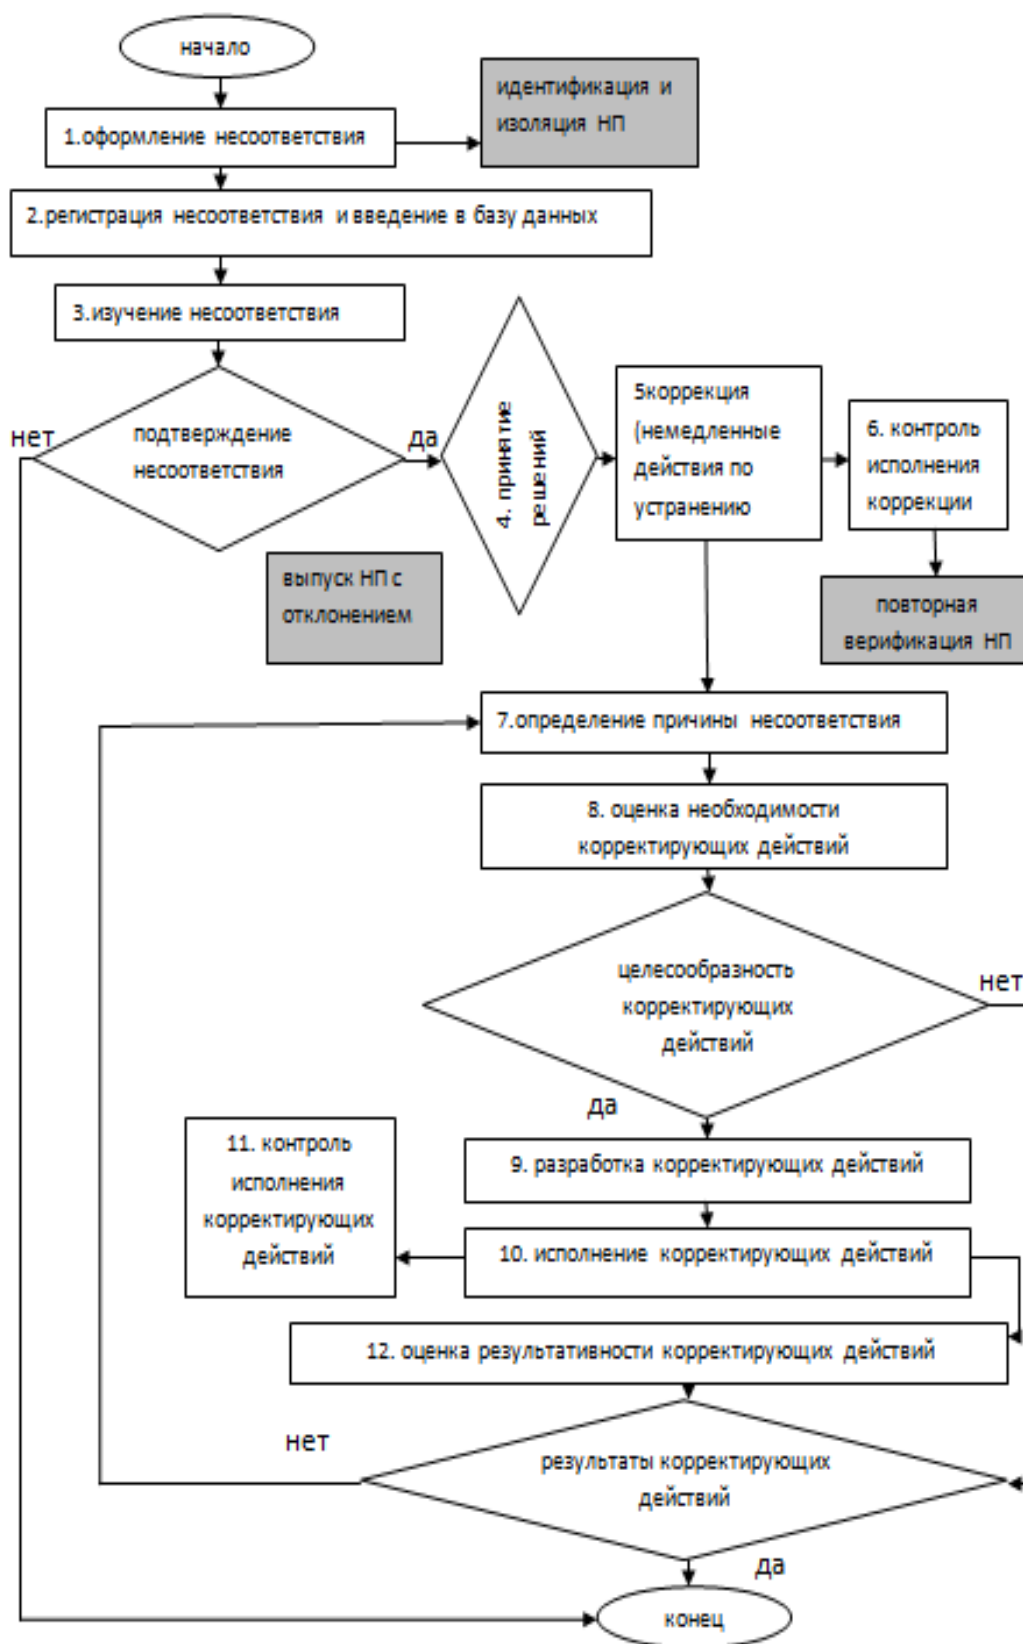 начало
идентификация и
изоляция НП
1.оформление несоответствия
2.регистрация несоответствия и введение в базу данных
3.изучение несоответствия
нет
подтверждение
несоответствия
да
4. принятие
решений
5коррекция
(немедленные
действия по
устранению
6. контроль
исполнения
коррекции
выпуск НП с
отклонением
повторная
верификация НП
7.определение причины несоответствия
8. оценка необходимости
корректирующих действий
целесообразность
корректирующих
действий
нет
да
9. разработка корректирующих действий
11. контроль
исполнения
корректирующих
действий
10. исполнение корректирующих действий
12. оценка результативности корректирующих действий
нет
результаты корректирующих
действий
да
конец